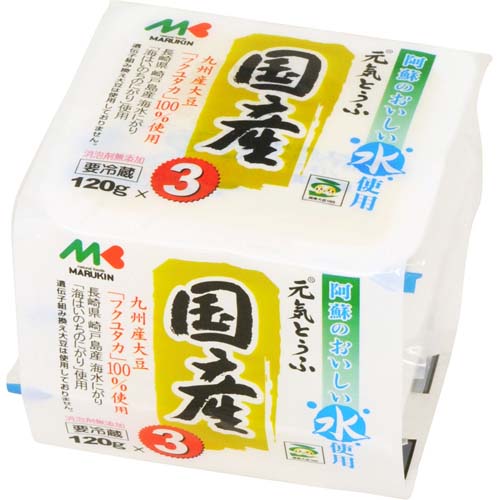 阿蘇のおいしい
水使用
元気とうふ
国産
九州産大豆
「フクユタカ」100%使用
長崎県 崎戸島産 海水にがり
「海はいのちのにがり」使用
遺伝子組み換え大豆は使用しておりません。
MARUKIN
消泡剤無添加
要冷蔵
120g×3
阿蘇のおいしい
水使用
元気とうふ
国産
九州産大豆
「フクユタカ」100%使用
長崎県 崎戸島産 海水にがり
「海はいのちのにがり」使用
遺伝子組み換え大豆は使用しておりません。
natural foods
MARUKIN
消泡剤無添加
要冷蔵
120g×3